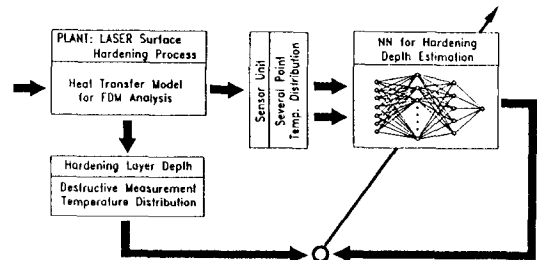 PLANT: LASER Surface
Hardening Process
Heat Transfer Model
for FDM Analysis
Sensor Unit
Several Point
Temp. Distribution
NN for Hardening
Depth Estimation
Hardening Layer Depth
Destructive Measurement
Temperature Distribution